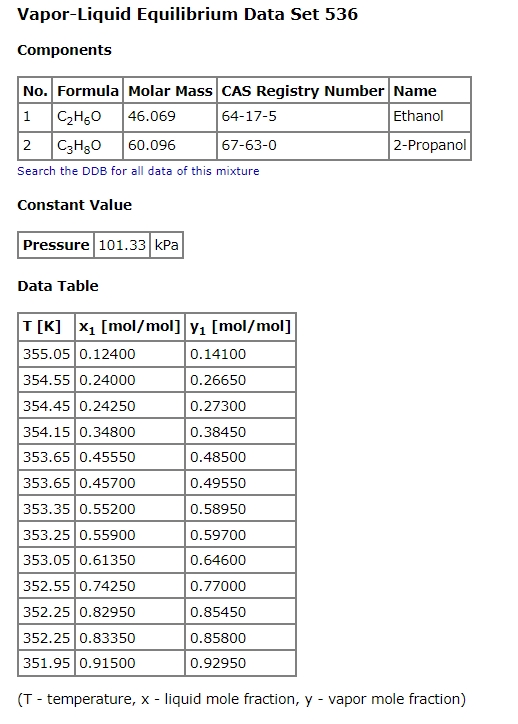 Vapor-Liquid Equilibrium Data Set 536
Components
No. Formula Molar Mass CAS Registry Number Name
1 C₂H₆O 46.069 64-17-5 Ethanol
2 C₃H₈O 60.096 67-63-0 2-Propanol
Search the DDB for all data of this mixture
Constant Value
Pressure 101.33 kPa
Data Table
T [K] x₁ [mol/mol] y₁ [mol/mol]
355.05 0.12400 0.14100
354.55 0.24000 0.26650
354.45 0.24250 0.27300
354.15 0.34800 0.38450
353.65 0.45550 0.48500
353.65 0.45700 0.49550
353.35 0.55200 0.58950
353.25 0.55900 0.59700
353.05 0.61350 0.64600
352.55 0.74250 0.77000
352.25 0.82950 0.85450
352.25 0.83350 0.85800
351.95 0.91500 0.92950
(T - temperature, x - liquid mole fraction, y - vapor mole fraction)